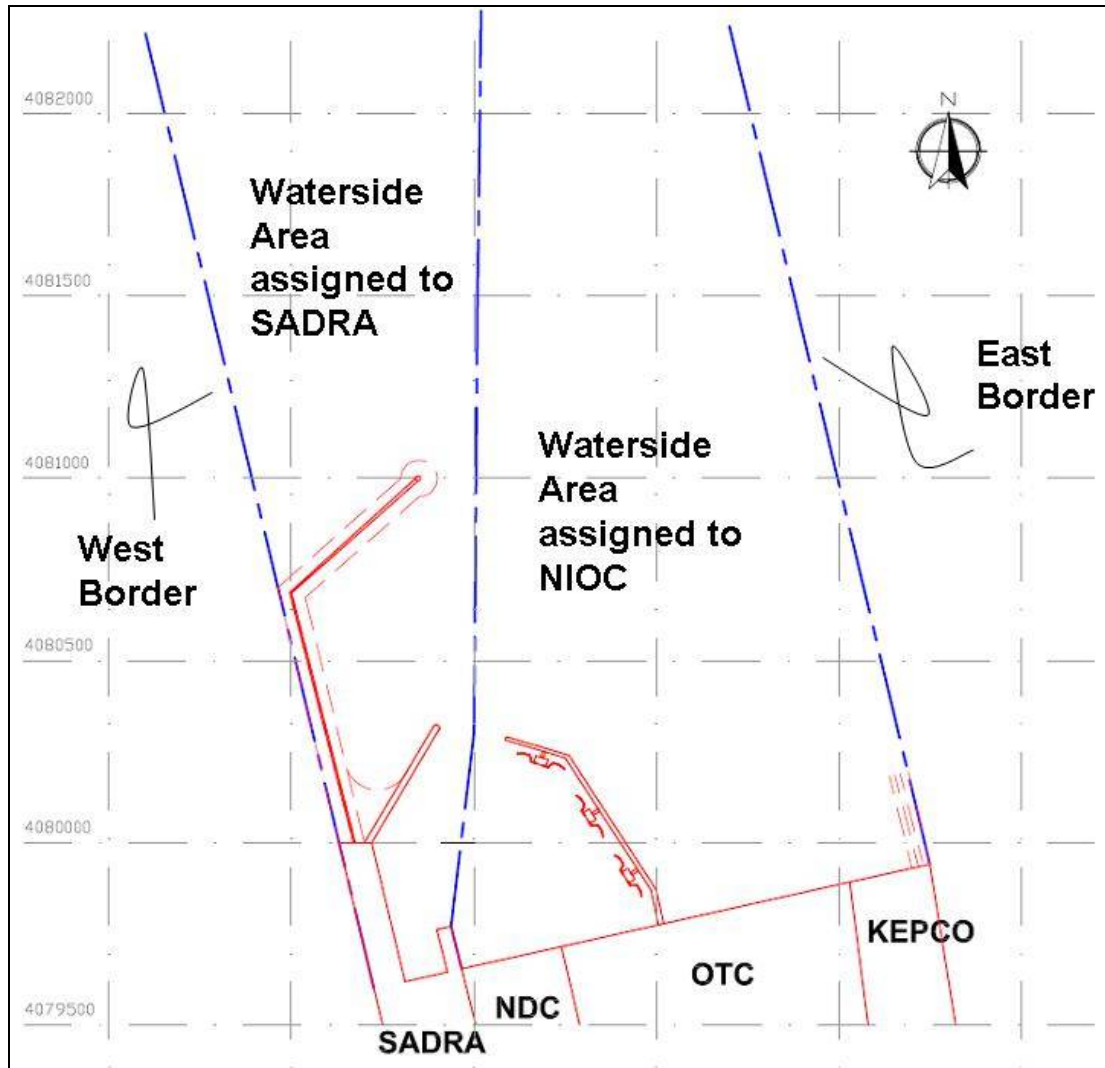 N
4082000
Waterside
Area
assigned to
SADRA
4081500
East
Border
Waterside
Area
assigned to
NIOC
4081000
West
Border
4080500
4080000
KEPCO
OTC
NDC
4079500
SADRA